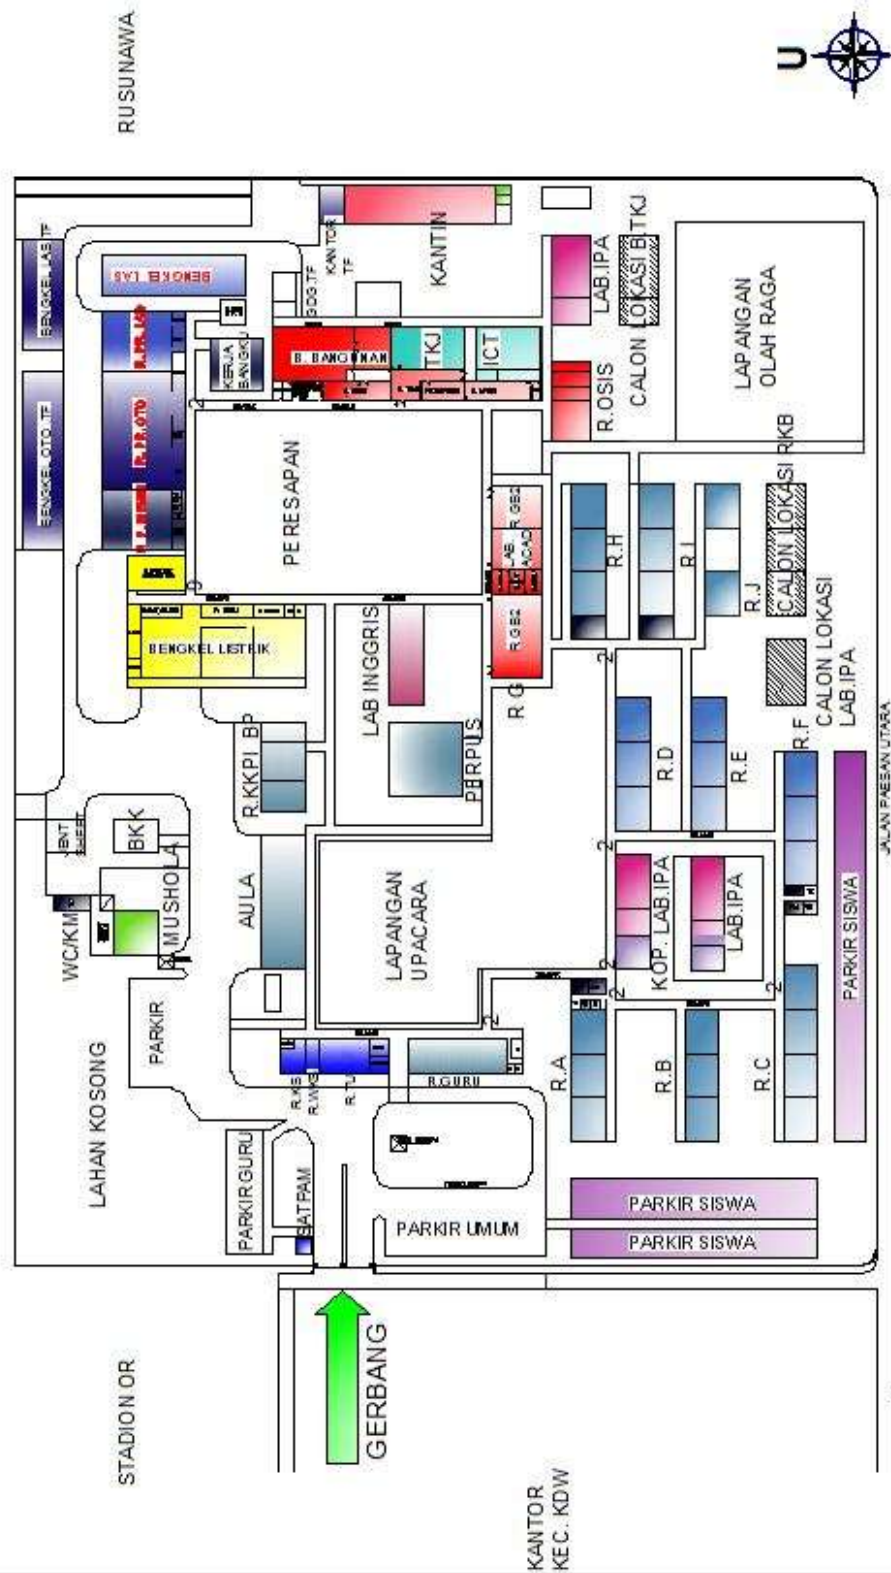 RUSUNAWA
U
BENGKEL LAS TF
BENGKEL LAS
BENGKEL OTO TF
R.PR.OTO
KERJA
BANGKU
GDG.TF
KANTOR
TF
KANTIN
B. BANGUNAN
TKJ
ICT
LAB.IPA
CALON LOKASI B.TKJ
R.OSIS
LAPANGAN
OLAH RAGA
PERESAPAN
BENGKEL LISTRIK
LAB INGGRIS
PERPUS
R.GB2
LAB.
ACAD
R.GB2
R G
R.H
R.I
R.J
CALON LOKASI RKB
CALON LOKASI
LAB.IPA
R.KKPI
BP
BKK
MUSHOLA
WC/KM
AULA
LAPANGAN
UPACARA
R.D
R.E
R.F
KOP.
LAB.IPA
LAB.IPA
PARKIR SISWA
JALAN PAESAN UTARA
LAHAN KOSONG
PARKIR
R.KS
R.WKS
R.TU
R.GURU
R.A
R.B
R.C
PARKIR GURU
SATPAM
PARKIR UMUM
PARKIR SISWA
PARKIR SISWA
GERBANG
STADION OR
KANTOR
KEC. KDW